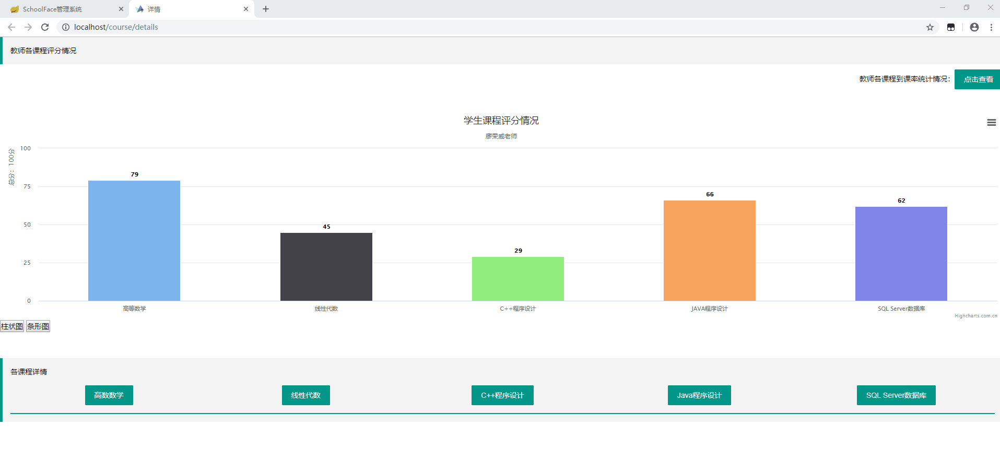 SchoolFace管理系统
详情
localhost/course/details
教师各课程评分情况
教师各课程到课率统计情况：
点击查看
学生课程评分情况
廖荣威老师
总分：100分
100
75
50
25
0
79
45
29
66
62
高等数学
线性代数
C++程序设计
JAVA程序设计
SQL Server数据库
Highcharts.com.cn
柱状图 条形图
各课程详情
高数数学
线性代数
C++程序设计
Java程序设计
SQL Server数据库